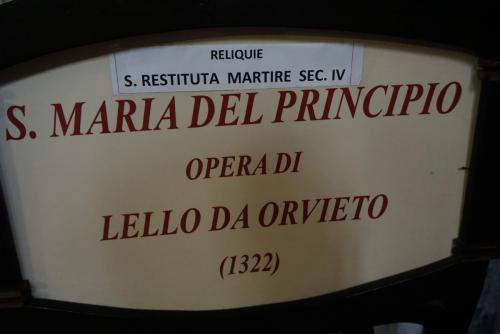 RELIQUIE
S. RESTITUTA MARTIRE SEC. IV
S. MARIA DEL PRINCIPIO
OPERA DI
LELLO DA ORVIETO
(1322)